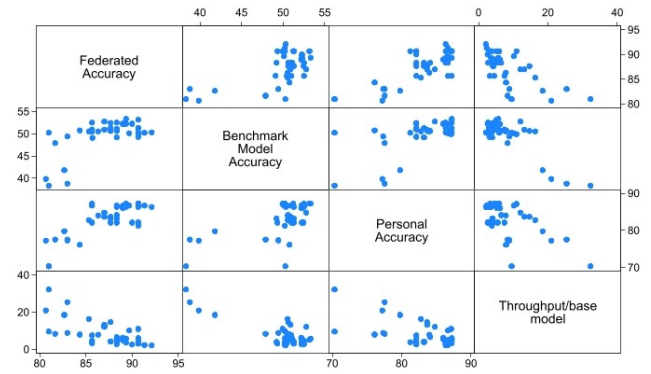 40 45 50 55 0 20 40
Federated
Accuracy
95
90
85
80
55
50
45
40
Benchmark
Model
Accuracy
Personal
Accuracy
90
80
70
40
20
0
Throughput/base
model
80 85 90 95 70 80 90